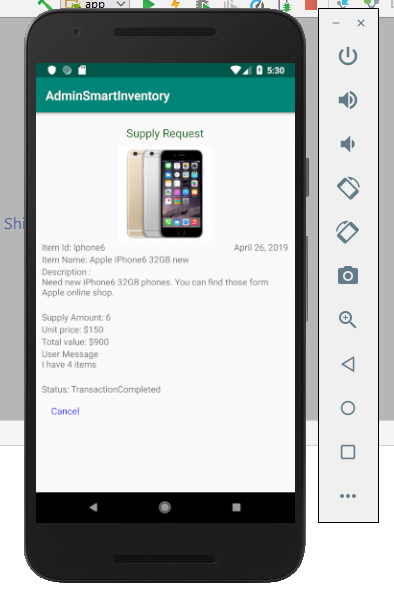 app
5:30
AdminSmartInventory
Supply Request
Shi
Item Id: Iphone6
April 26, 2019
Item Name: Apple IPhone6 32GB new
Description :
Need new iPhone6 32GB phones. You can find those form
Apple online shop.
Supply Amount: 6
Unit price: $150
Total value: $900
User Message
I have 4 items
Status: TransactionCompleted
Cancel